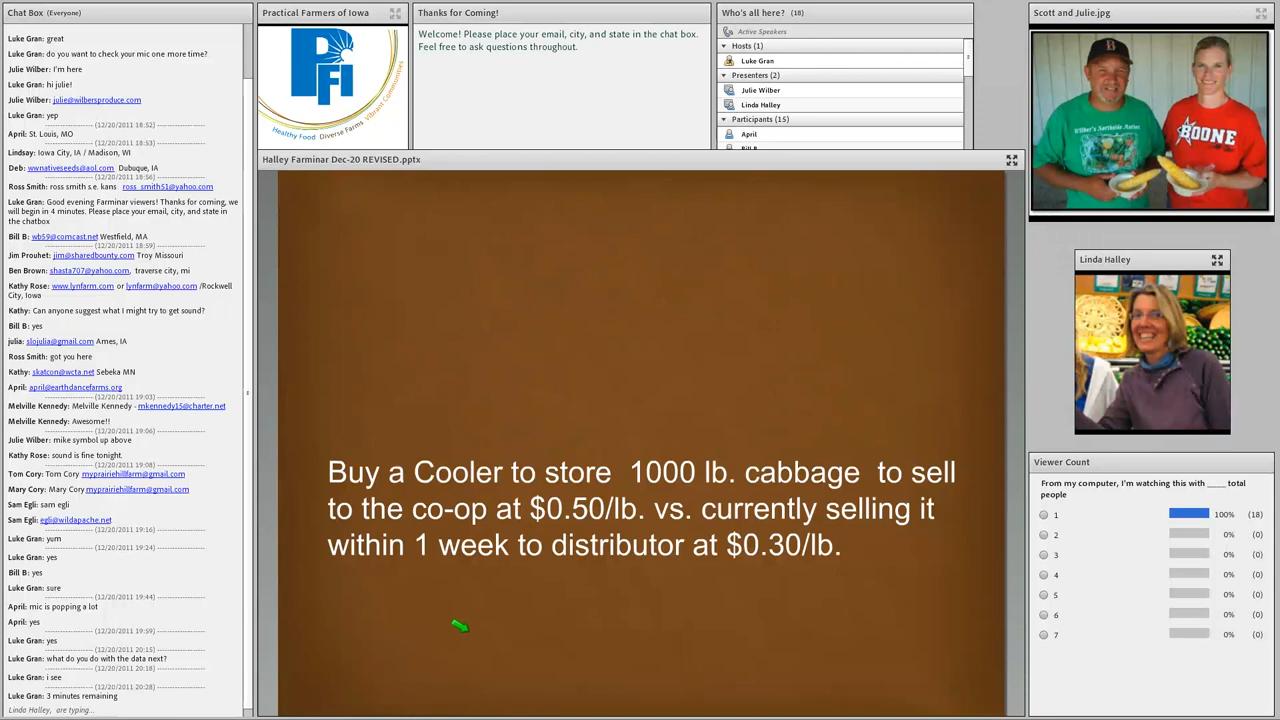 Chat Box (Everyone)
Luke Gran: great
Luke Gran: do you want to check your mic one more time?
Julie Wilber: I'm here
Luke Gran: hi julie!
Julie Wilber: julie@wilbersproduce.com
Luke Gran: yep
------------------ (12/20/2011 18:52) ------------------
April: St. Louis, MO
------------------ (12/20/2011 18:53) ------------------
Lindsay: Iowa City, IA / Madison, WI
Deb: wwnativeseeds@aol.com Dubuque, IA
------------------ (12/20/2011 18:56) ------------------
Ross Smith: ross smith s.e. kans ross_smith51@yahoo.com
Luke Gran: Good evening Farminar viewers! Thanks for coming, we
will begin in 4 minutes. Please place your email, city, and state in
the chatbox
Bill B: wb59@comcast.net Westfield, MA
------------------ (12/20/2011 18:59) ------------------
Jim Prouhet: jim@sharedbounty.com Troy Missouri
Ben Brown: shasta707@yahoo.com, traverse city, mi
Kathy Rose: www.lynfarm.com or lynfarm@yahoo.com /Rockwell
City, Iowa
Kathy Rose: Can anyone suggest what I might try to get sound?
Bill B: yes
julia: slojulia@gmail.com Ames, IA
Ross Smith: got you here
Kathy: skatcon@wcta.net Sebeka MN
April: april@earthdancefarms.org
------------------ (12/20/2011 19:03) ------------------
Melville Kennedy: Melville Kennedy - mkennedy15@charter.net
Melville Kennedy: Awesome!!
------------------ (12/20/2011 19:06) ------------------
Julie Wilber: mike symbol up above
Kathy Rose: sound is fine tonight.
------------------ (12/20/2011 19:08) ------------------
Tom Cory: Tom Cory myprairiehillfarm@gmail.com
Mary Cory: Mary Cory myprairiehillfarm@gmail.com
Sam Egli: sam egli
Sam Egli: egli@wildapache.net
------------------ (12/20/2011 19:16) ------------------
Luke Gran: yum
------------------ (12/20/2011 19:24) ------------------
Luke Gran: yes
Bill B: yes
Luke Gran: sure
------------------ (12/20/2011 19:44) ------------------
April: mic is popping a lot
April: yes
------------------ (12/20/2011 19:59) ------------------
Luke Gran: yes
------------------ (12/20/2011 20:15) ------------------
Luke Gran: what do you do with the data next?
------------------ (12/20/2011 20:18) ------------------
Luke Gran: i see
------------------ (12/20/2011 20:28) ------------------
Luke Gran: 3 minutes remaining
Linda Halley, are typing...
Practical Farmers of Iowa
PFI
Healthy Food Diverse Farms Vibrant Communities
Thanks for Coming!
Welcome! Please place your email, city, and state in the chat box.
Feel free to ask questions throughout.
Who's all here? (18)
Active Speakers
Hosts (1)
Luke Gran
Presenters (2)
Julie Wilber
Linda Halley
Participants (15)
April
Halley Farminar Dec-20 REVISED.pptx
Buy a Cooler to store 1000 lb. cabbage to sell
to the co-op at $0.50/lb. vs. currently selling it
within 1 week to distributor at $0.30/lb.
Scott and Julie.jpg
B
Wilber's Northside Market
BOONE
Linda Halley
Viewer Count
From my computer, I'm watching this with ____ total
people
1 100% (18)
2 0% (0)
3 0% (0)
4 0% (0)
5 0% (0)
6 0% (0)
7 0% (0)